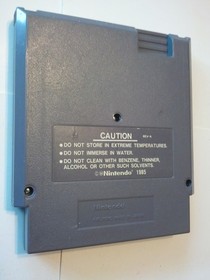 CAUTION
●DO NOT STORE IN EXTREME TEMPERATURES.
●DO NOT IMMERSE IN WATER.
●DO NOT CLEAN WITH BENZENE, THINNER,
ALCOHOL OR OTHER SUCH SOLVENTS.
©®Nintendo® 1985